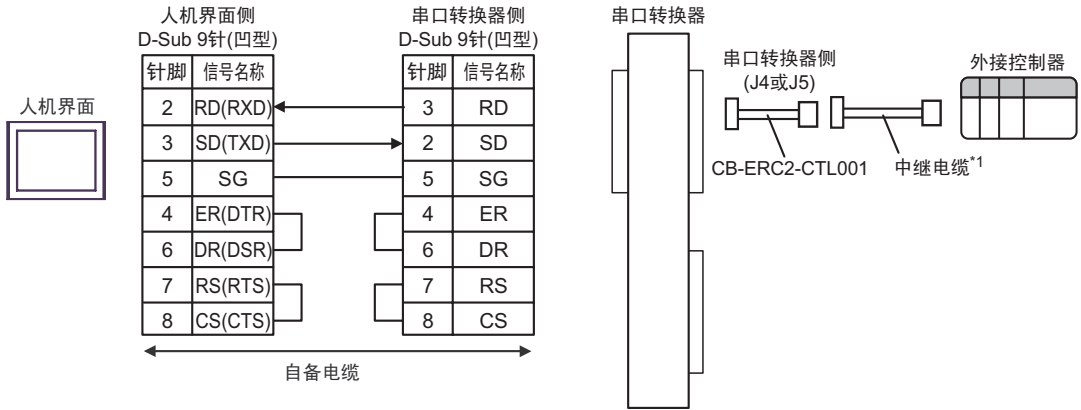 人机界面侧
D-Sub 9针(凹型)
串口转换器侧
D-Sub 9针(凹型)
串口转换器
人机界面
针脚 信号名称
2 RD(RXD)
3 SD(TXD)
5 SG
4 ER(DTR)
6 DR(DSR)
7 RS(RTS)
8 CS(CTS)
针脚 信号名称
3 RD
2 SD
5 SG
4 ER
6 DR
7 RS
8 CS
自备电缆
串口转换器侧
(J4或J5)
外接控制器
CB-ERC2-CTL001
中继电缆*1